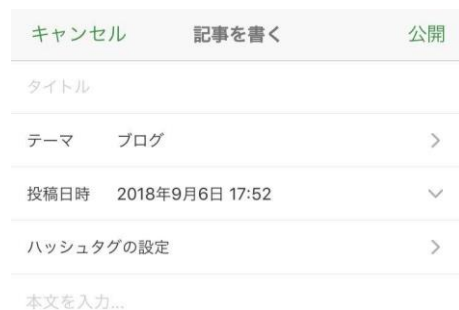 キャンセル 記事を書く 公開
タイトル
テーマ ブログ
投稿日時 2018年9月6日 17:52
ハッシュタグの設定
本文を入力...